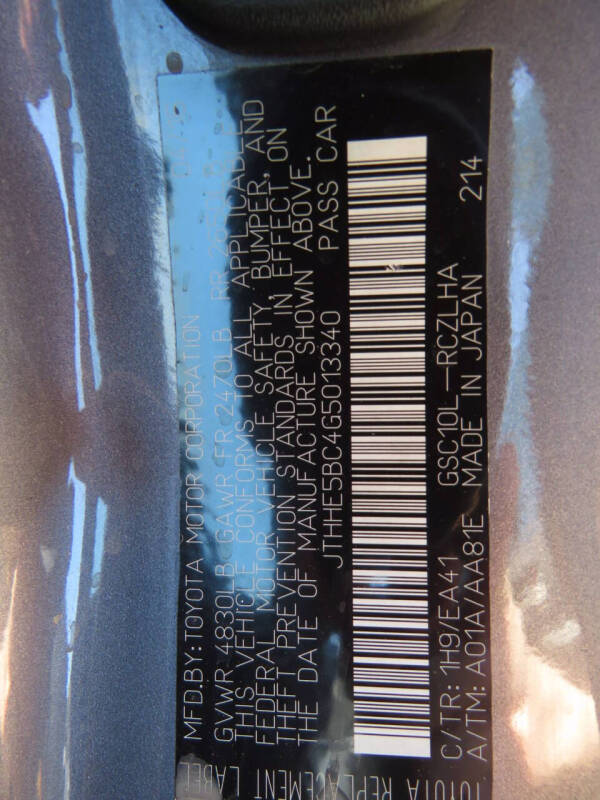 MFD.BY:TOYOTA MOTOR CORPORATION
GVWR 4830LB GAWR FR 2470LB RR
THIS VEHICLE CONFORMS TO ALL APPLICABLE
FEDERAL MOTOR VEHICLE SAFETY, BUMPER, AND
THEFT PREVENTION STANDARDS IN EFFECT ON
THE DATE OF MANUFACTURE SHOWN ABOVE.
JTHHE5BC4G5013340 PASS CAR
C/TR: 1H9/EA41 GSC10L-RCZLHA
A/TM: A01A/AA81E MADE IN JAPAN 214
TOYOTA REPLACEMENT LABEL